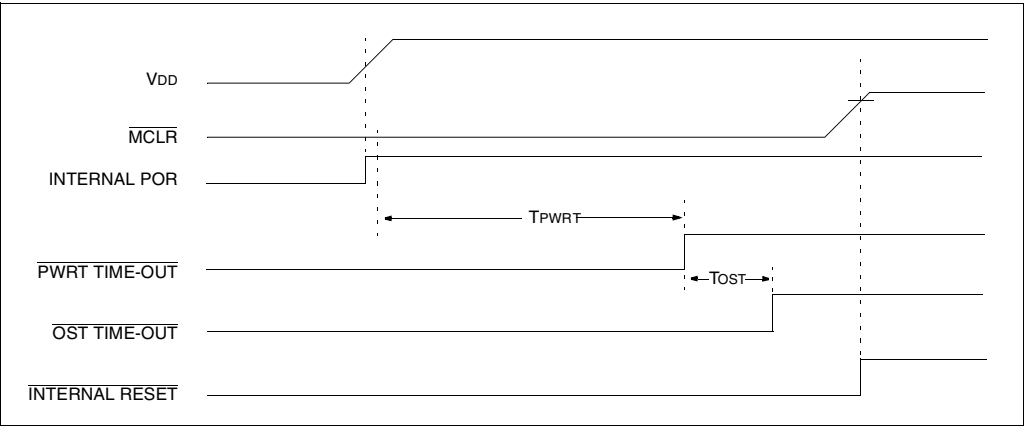 VDD
MCLR
INTERNAL POR
TPWRT
PWRT TIME-OUT
TOST
OST TIME-OUT
INTERNAL RESET